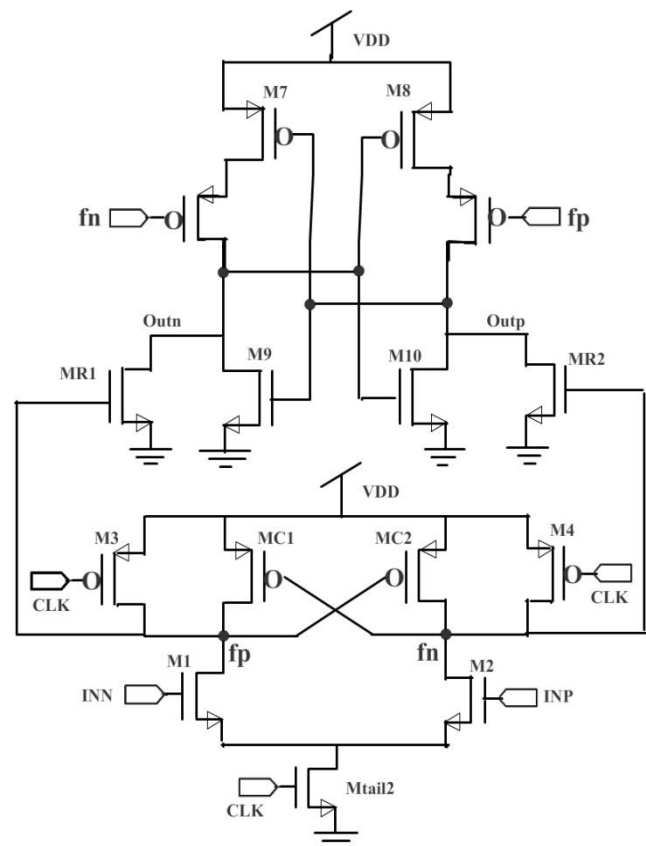 VDD
M7
M8
fn
fp
Outn
Outp
MR1
M9
M10
MR2
VDD
M3
MC1
MC2
M4
CLK
CLK
fp
fn
M1
M2
INN
INP
Mtail2
CLK